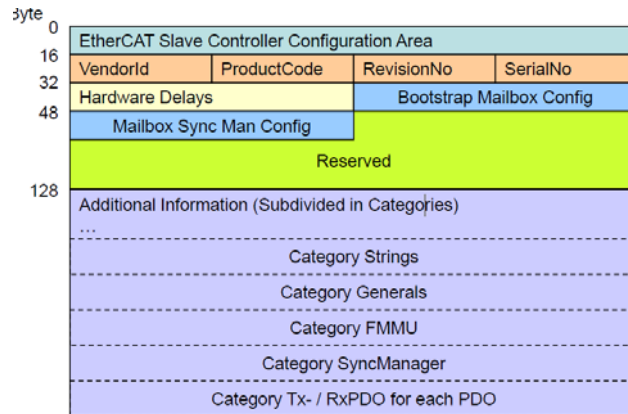 Byte
0
EtherCAT Slave Controller Configuration Area
16
VendorId ProductCode RevisionNo SerialNo
32
Hardware Delays Bootstrap Mailbox Config
48
Mailbox Sync Man Config
Reserved
128
Additional Information (Subdivided in Categories)
...
Category Strings
Category Generals
Category FMMU
Category SyncManager
Category Tx- / RxPDO for each PDO